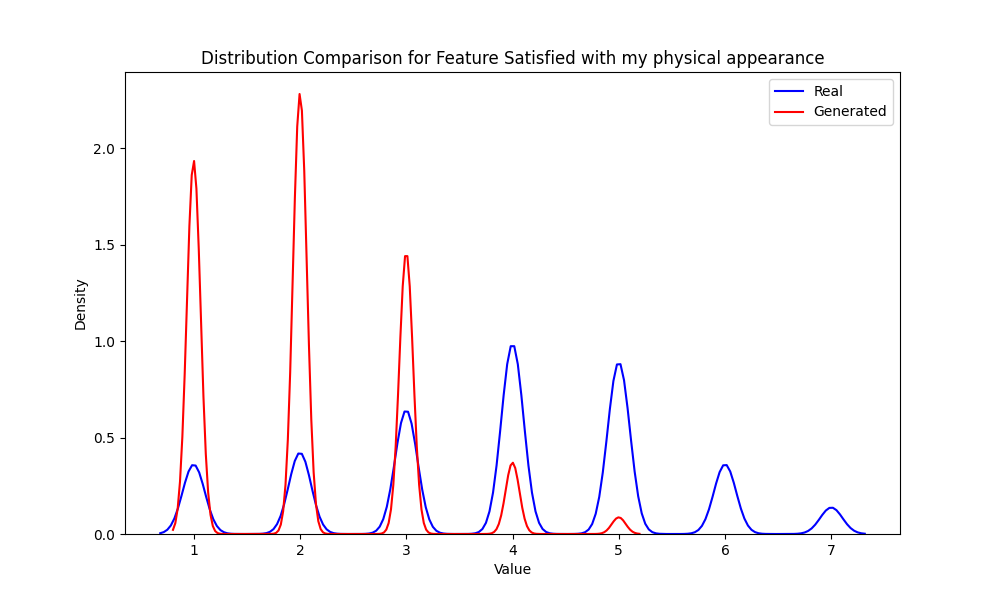 Distribution Comparison for Feature Satisfied with my physical appearance
Real
Generated
Density
2.0
1.5
1.0
0.5
0.0
1 2 3 4 5 6 7
Value